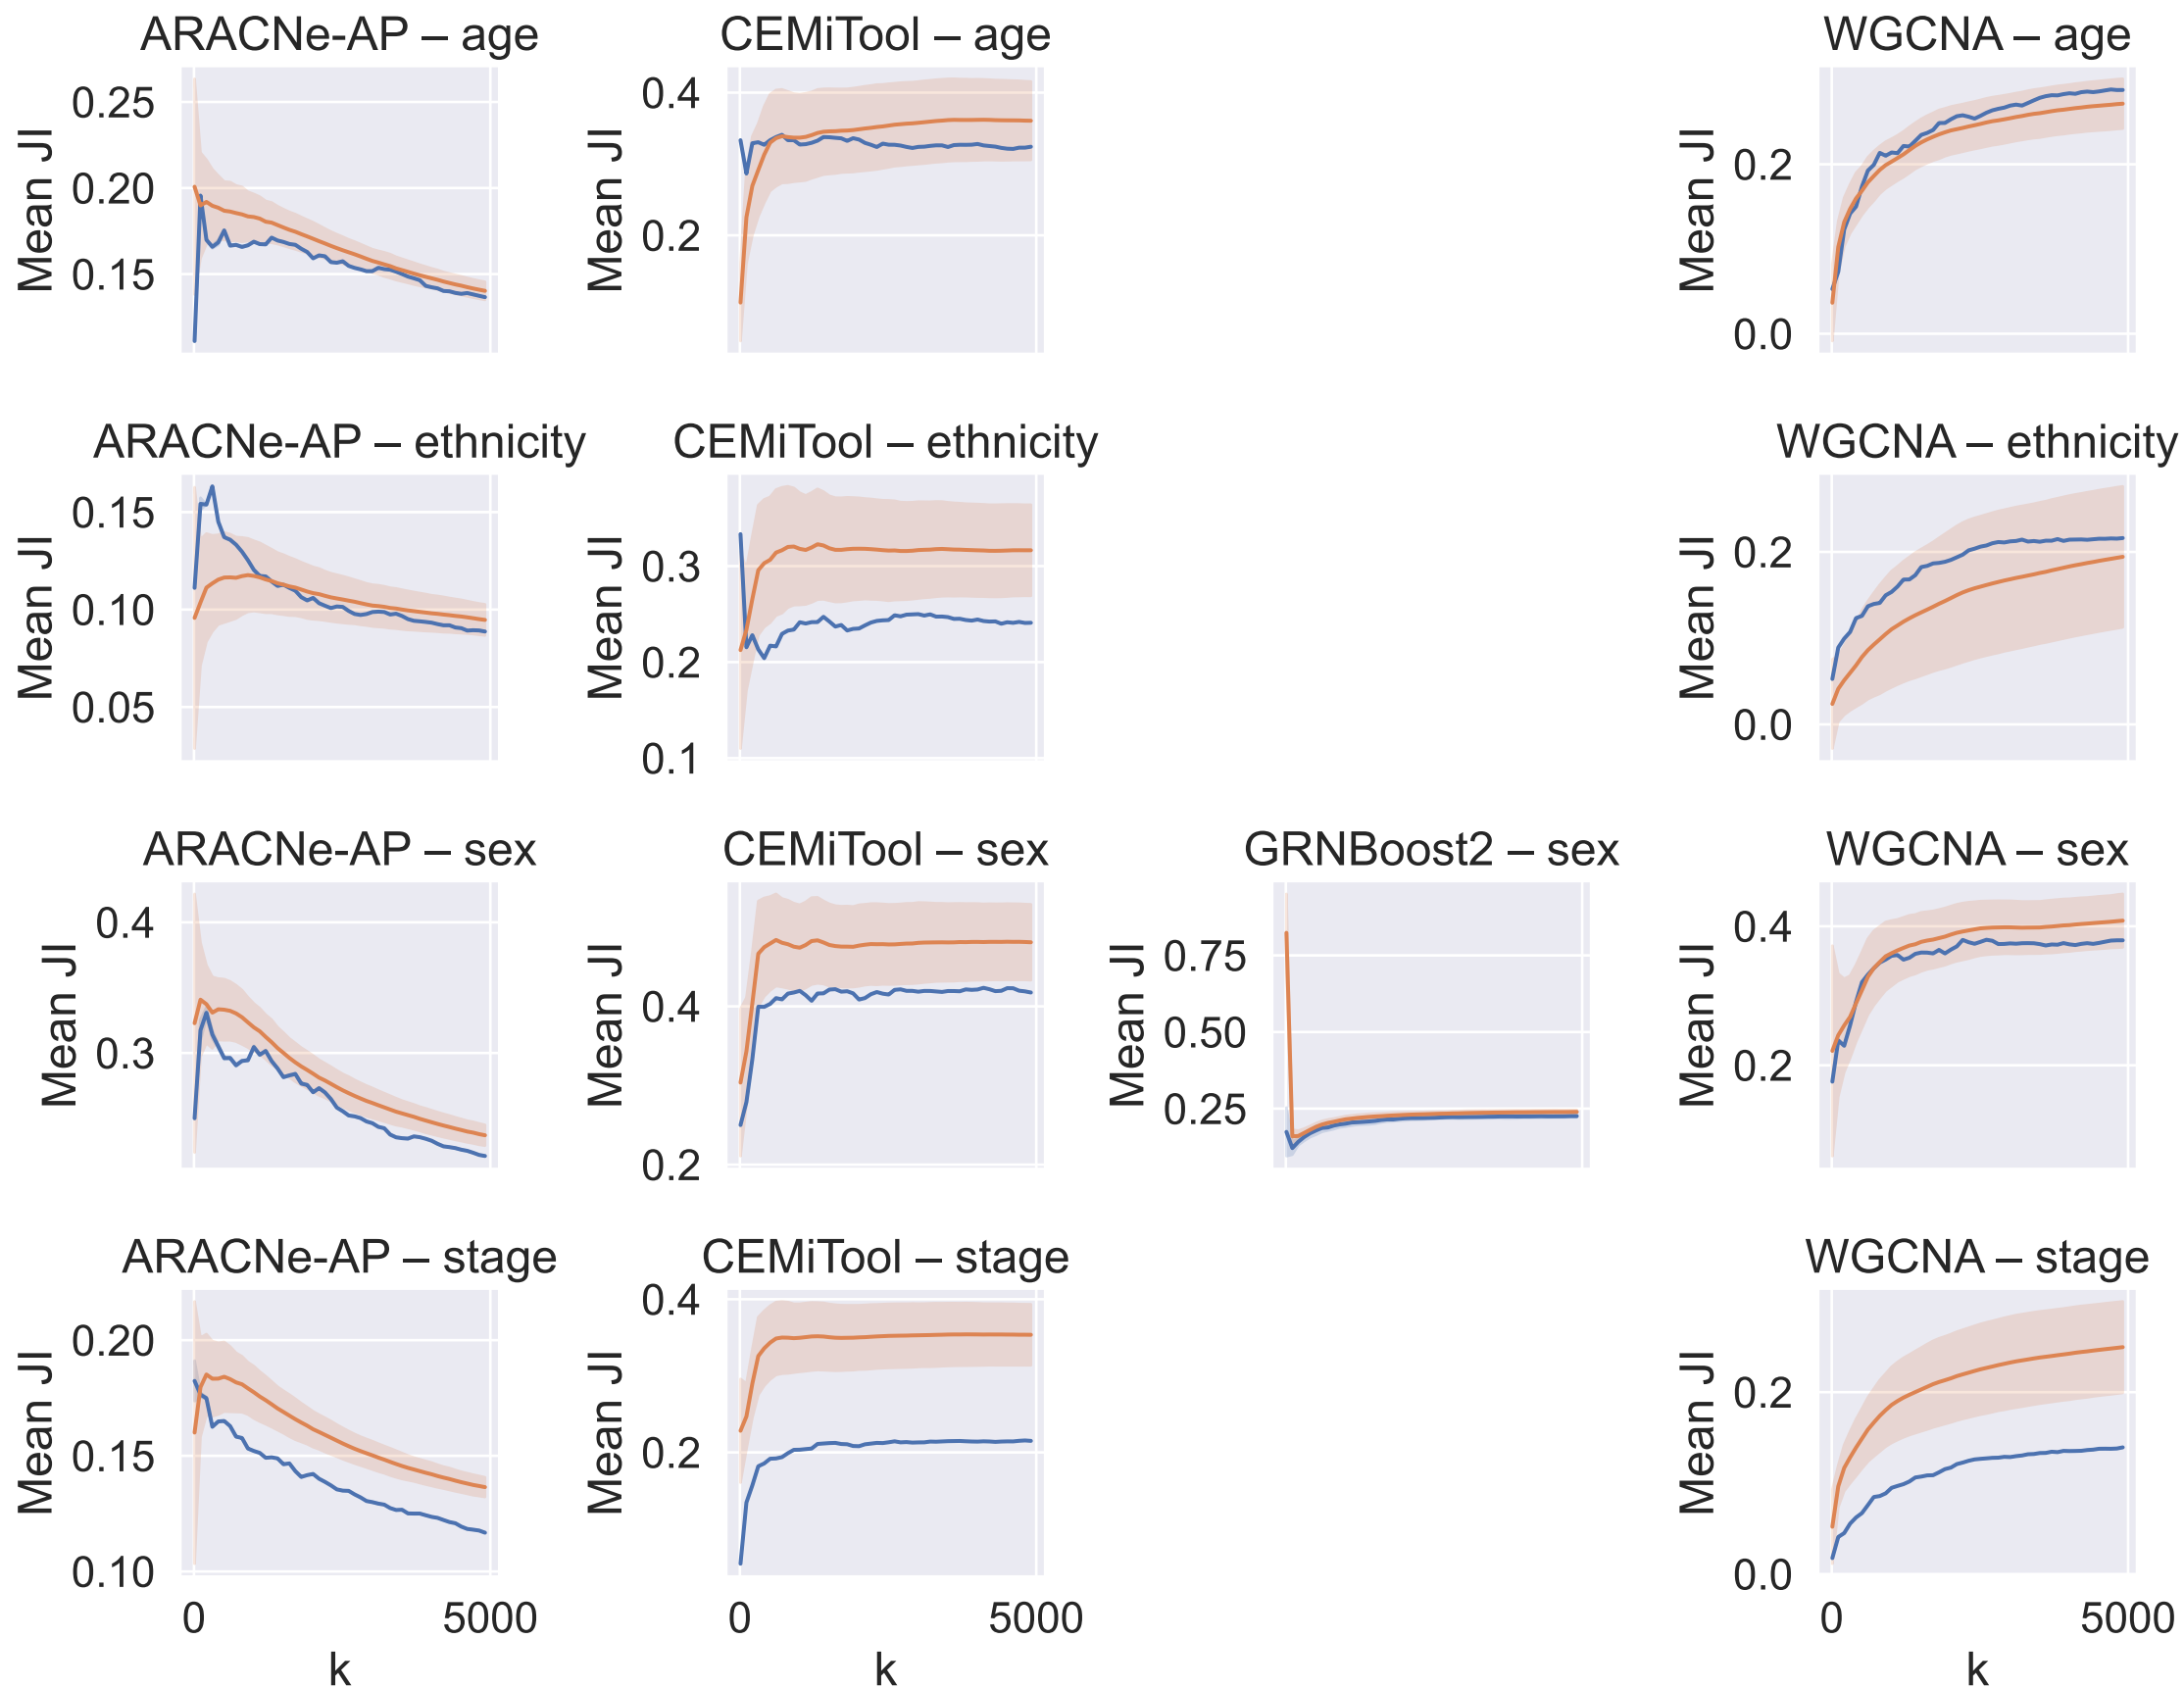 ARACNe-AP – age
CEMiTool – age
WGCNA – age
Mean JI
0.25
0.20
0.15
Mean JI
0.4
0.2
Mean JI
0.2
0.0
ARACNe-AP – ethnicity
CEMiTool – ethnicity
WGCNA – ethnicity
Mean JI
0.15
0.10
0.05
Mean JI
0.3
0.2
0.1
Mean JI
0.2
0.0
ARACNe-AP – sex
CEMiTool – sex
GRNBoost2 – sex
WGCNA – sex
Mean JI
0.4
0.3
Mean JI
0.4
0.2
Mean JI
0.75
0.50
0.25
Mean JI
0.4
0.2
ARACNe-AP – stage
CEMiTool – stage
WGCNA – stage
Mean JI
0.20
0.15
0.10
Mean JI
0.4
0.2
Mean JI
0.2
0.0
0 5000
0 5000
0 5000
k
k
k